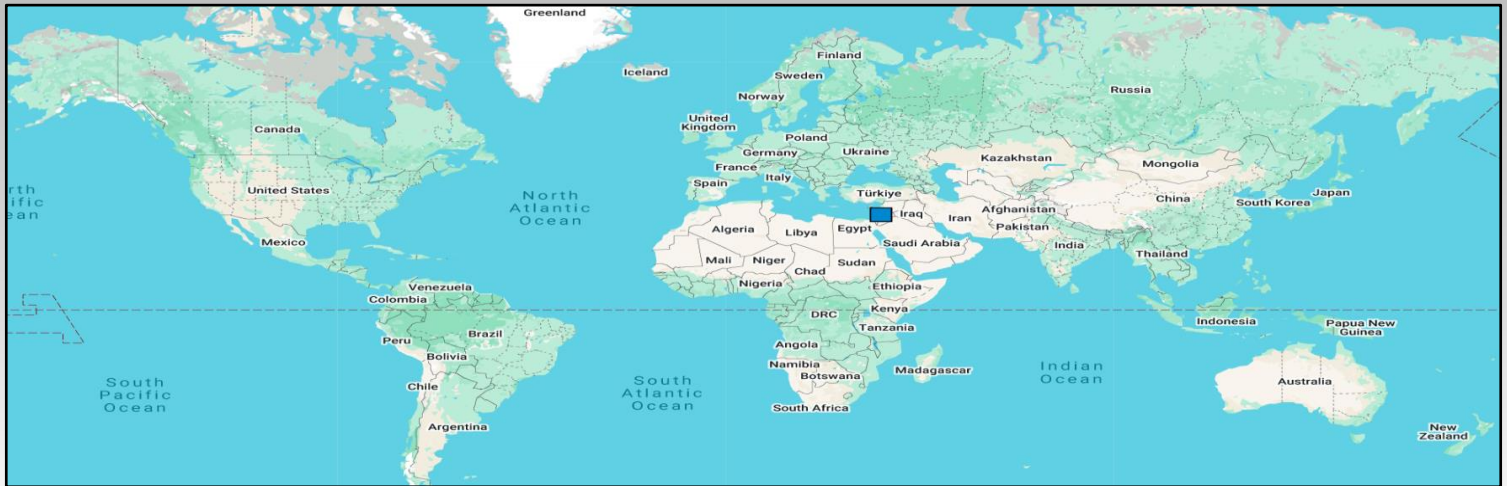 Greenland
Iceland
Finland
Sweden
Norway
Russia
United
Kingdom
Canada
Poland
Germany
Ukraine
France
Kazakhstan
Mongolia
Italy
Spain
United States
Türkiye
Japan
China
South Korea
rth
ific
ean
North
Atlantic
Ocean
Afghanistan
Iraq
Iran
Algeria
Libya
Egypt
Pakistan
Mexico
Saudi Arabia
India
Thailand
Mali
Niger
Chad
Sudan
Nigeria
Ethiopia
Venezuela
Colombia
Kenya
DRC
Indonesia
Papua New
Guinea
Brazil
Peru
Tanzania
Angola
Bolivia
Namibia
Botswana
Madagascar
Indian
Ocean
South
Pacific
Ocean
Chile
South
Atlantic
Ocean
Australia
South Africa
Argentina
New
Zealand